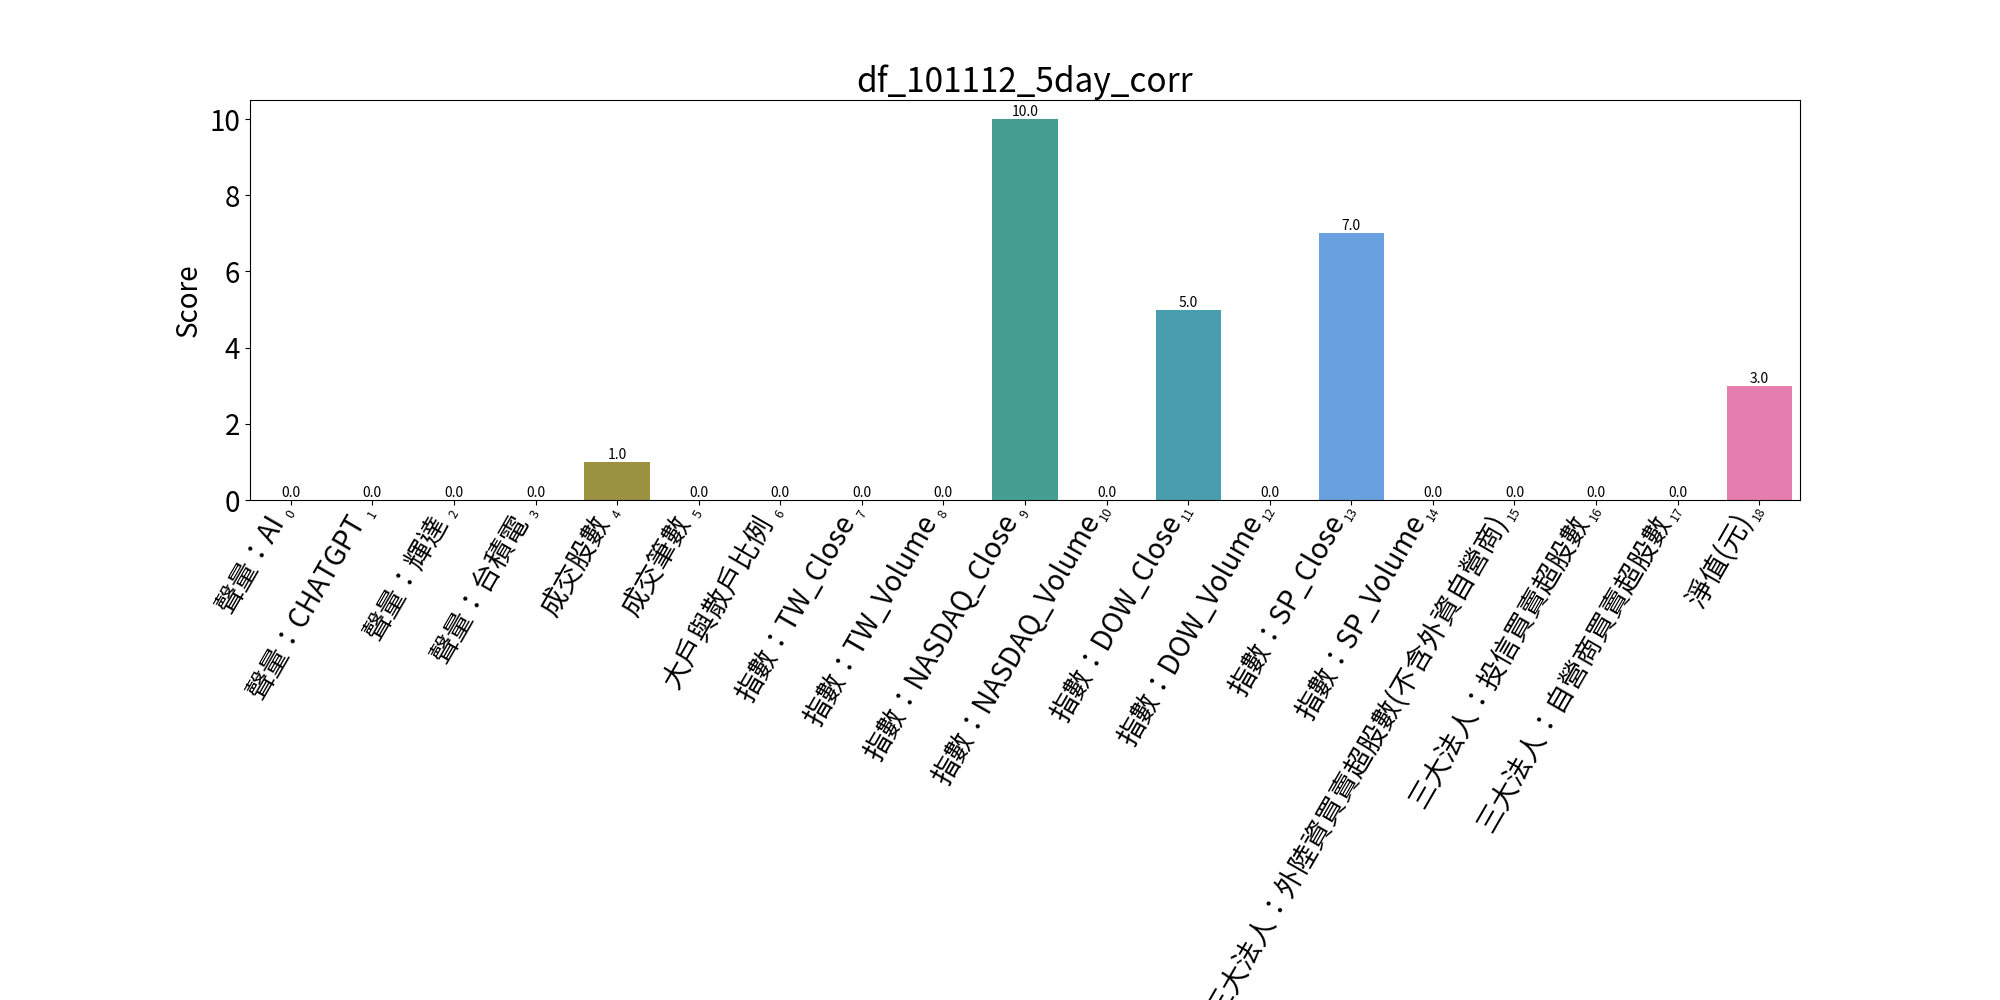 df_101112_5day_corr
Score
10
8
6
4
2
0
0.0
0.0
0.0
0.0
1.0
0.0
0.0
0.0
0.0
10.0
0.0
5.0
0.0
7.0
0.0
0.0
0.0
0.0
3.0
聲量：AI
聲量：CHATGPT
聲量：輝達
聲量：台積電
成交股數
成交筆數
大戶與散戶比例
指數：TW_Close
指數：TW_Volume
指數：NASDAQ_Close
指數：NASDAQ_Volume
指數：DOW_Close
指數：DOW_Volume
指數：SP_Close
指數：SP_Volume
三大法人：外陸資買賣超股數(不含外資自營商)
三大法人：投信買賣超股數
三大法人：自營商買賣超股數
淨值(元)
0
1
2
3
4
5
6
7
8
9
10
11
12
13
14
15
16
17
18